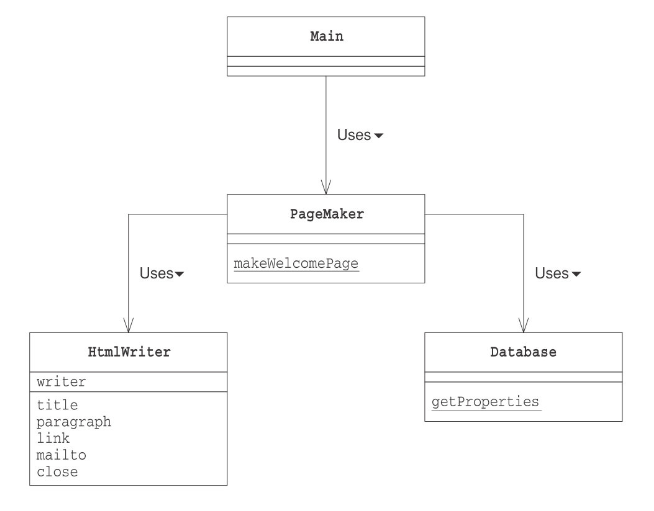 Main
Uses
PageMaker
makeWelcomePage
Uses
Uses
HtmlWriter
writer
title
paragraph
link
mailto
close
Database
getProperties